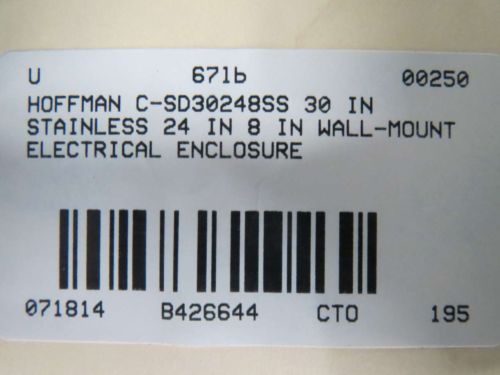 U 671b 00250
HOFFMAN C-SD30248SS 30 IN
STAINLESS 24 IN 8 IN WALL-MOUNT
ELECTRICAL ENCLOSURE
071814 B426644 CTO 195